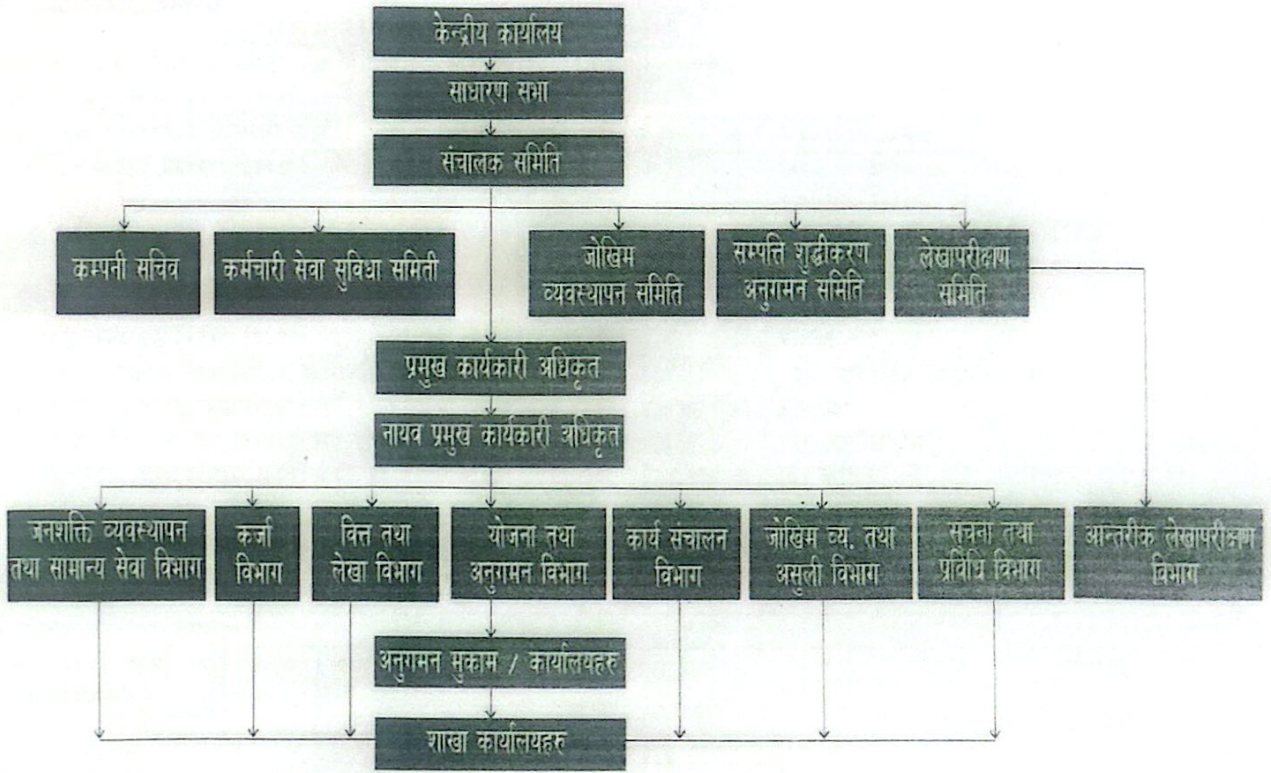 केन्द्रीय कार्यालय
साधारण सभा
संचालक समिति
कम्पनी सचिव
कर्मचारी सेवा सुविधा समिती
जोखिम
व्यवस्थापन समिति
सम्पत्ति शुद्धीकरण
अनुगमन समिति
लेखापरीक्षण
समिति
प्रमुख कार्यकारी अधिकृत
नायव प्रमुख कार्यकारी अधिकृत
जनशक्ति व्यवस्थापन
तथा सामान्य सेवा विभाग
कर्जा
विभाग
वित्त तथा
लेखा विभाग
योजना तथा
अनुगमन विभाग
कार्य संचालन
विभाग
जोखिम व्य. तथा
असुली विभाग
सूचना तथा
प्रविधि विभाग
आन्तरीक लेखापरीक्षण
विभाग
अनुगमन मुकाम / कार्यालयहरु
शाखा कार्यालयहरु